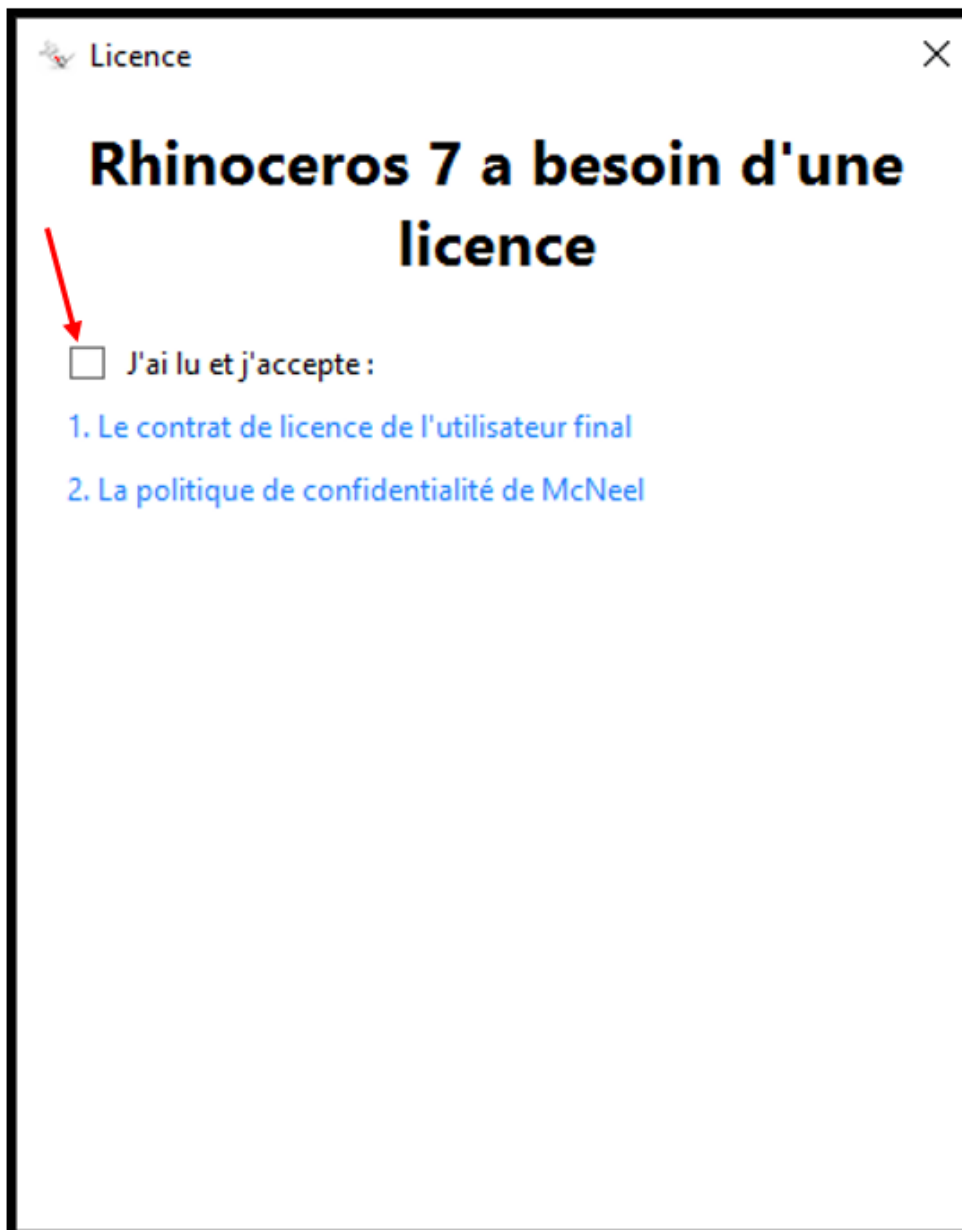 Licence
Rhinoceros 7 a besoin d'une
licence
J'ai lu et j'accepte :
1. Le contrat de licence de l'utilisateur final
2. La politique de confidentialité de McNeel